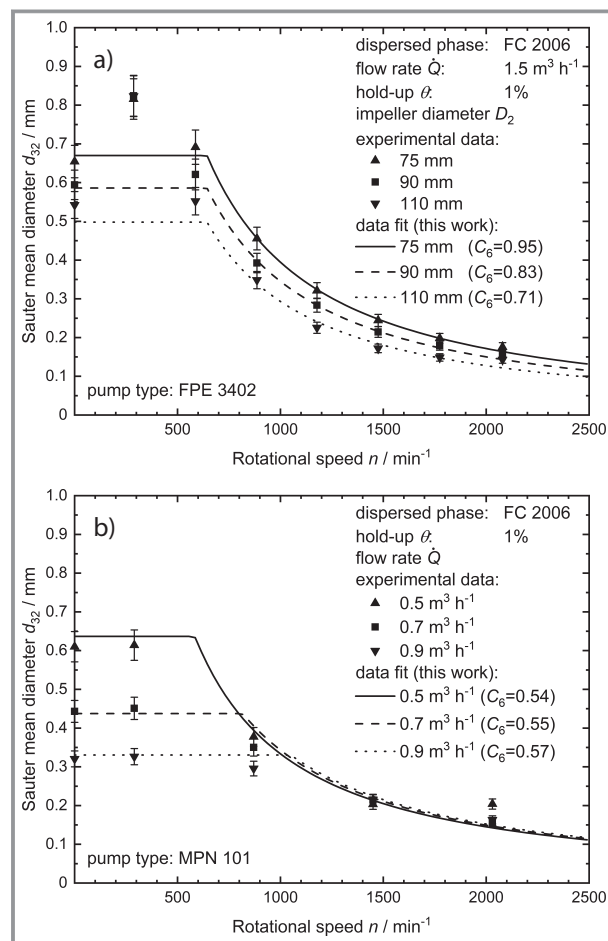 a)
dispersed phase: FC 2006
flow rate Q̇: 1.5 m³ h⁻¹
hold-up θ: 1%
impeller diameter D₂
experimental data:
75 mm
90 mm
110 mm
data fit (this work):
75 mm (C₆=0.95)
90 mm (C₆=0.83)
110 mm (C₆=0.71)
pump type: FPE 3402
Sauter mean diameter d₃₂ / mm
1.0
0.9
0.8
0.7
0.6
0.5
0.4
0.3
0.2
0.1
0
500 1000 1500 2000 2500
Rotational speed n / min⁻¹
b)
dispersed phase: FC 2006
hold-up θ: 1%
flow rate Q̇
experimental data:
0.5 m³ h⁻¹
0.7 m³ h⁻¹
0.9 m³ h⁻¹
data fit (this work):
0.5 m³ h⁻¹ (C₆=0.54)
0.7 m³ h⁻¹ (C₆=0.55)
0.9 m³ h⁻¹ (C₆=0.57)
pump type: MPN 101
Sauter mean diameter d₃₂ / mm
1.0
0.9
0.8
0.7
0.6
0.5
0.4
0.3
0.2
0.1
0
500 1000 1500 2000 2500
Rotational speed n / min⁻¹